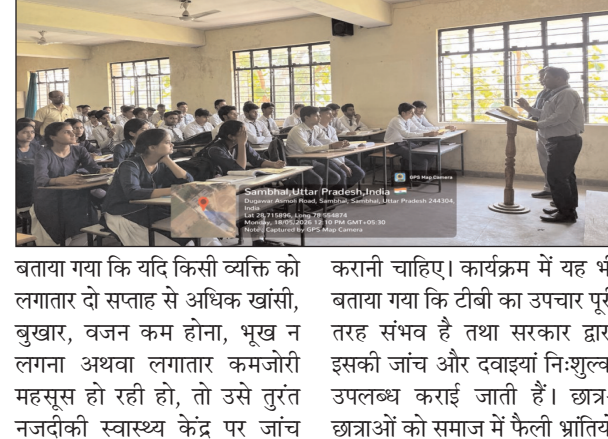 GPS Map Camera
Sambhal,Uttar Pradesh,India
Dugawar Asmoli Road, Sambhal, Sambhal, Uttar Pradesh 244304,
India
Lat 28.715896, Long 78.554874
Monday, 18/05/2026 12:10 PM GMT+05:30
Note : Captured by GPS Map Camera
बताया गया कि यदि किसी व्यक्ति को
लगातार दो सप्ताह से अधिक खांसी,
बुखार, वजन कम होना, भूख न
लगना अथवा लगातार कमजोरी
महसूस हो रही हो, तो उसे तुरंत
नजदीकी स्वास्थ्य केंद्र पर जांच
करानी चाहिए। कार्यक्रम में यह भी
बताया गया कि टीबी का उपचार पूरी
तरह संभव है तथा सरकार द्वार
इसकी जांच और दवाइयां निःशुल्क
उपलब्ध कराई जाती हैं। छात्र-
छात्राओं को समाज में फैली भ्रांतिय